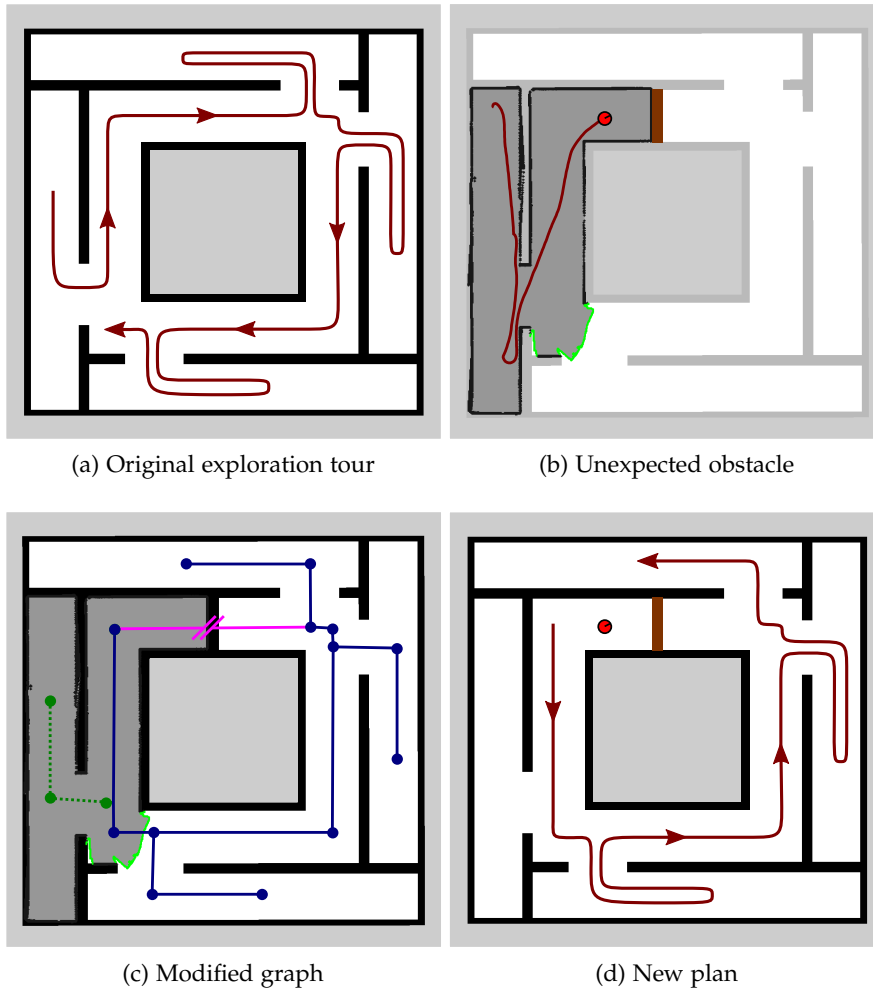 (a) Original exploration tour
(b) Unexpected obstacle
(c) Modified graph
(d) New plan